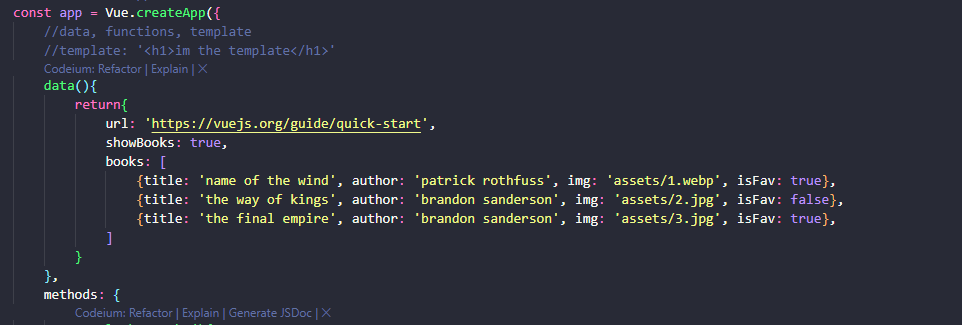 const app = Vue.createApp({
//data, functions, template
//template: '<h1>im the template</h1>'
Codeium: Refactor | Explain | ×
data(){
return{
url: 'https://vuejs.org/guide/quick-start',
showBooks: true,
books: [
{title: 'name of the wind', author: 'patrick rothfuss', img: 'assets/1.webp', isFav: true},
{title: 'the way of kings', author: 'brandon sanderson', img: 'assets/2.jpg', isFav: false},
{title: 'the final empire', author: 'brandon sanderson', img: 'assets/3.jpg', isFav: true},
]
}
},
methods: {
Codeium: Refactor | Explain | Generate JSDoc | ×